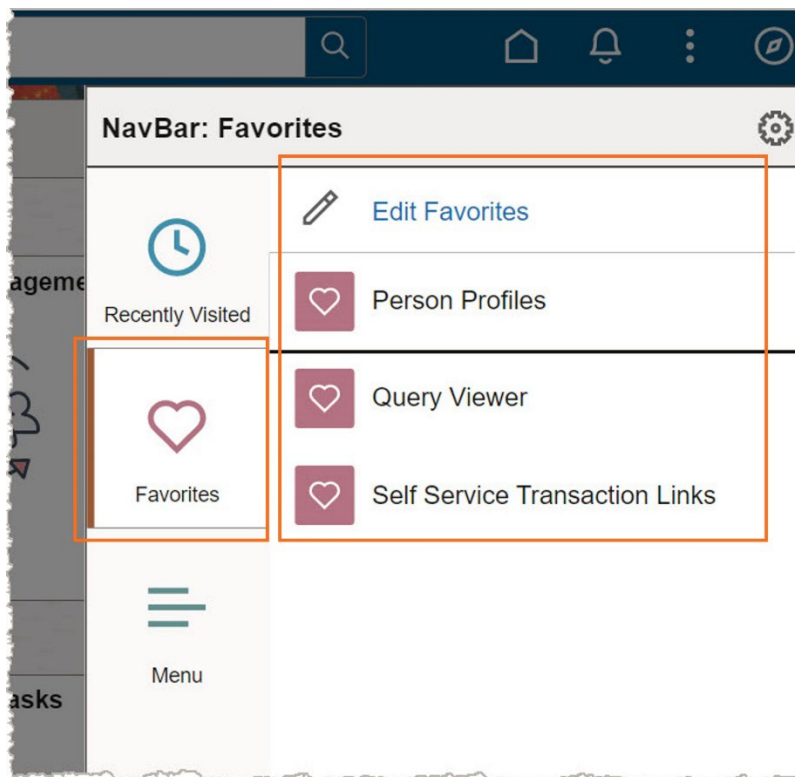 NavBar: Favorites
Edit Favorites
ageme
Recently Visited
Person Profiles
Query Viewer
Favorites
Self Service Transaction Links
Menu
asks